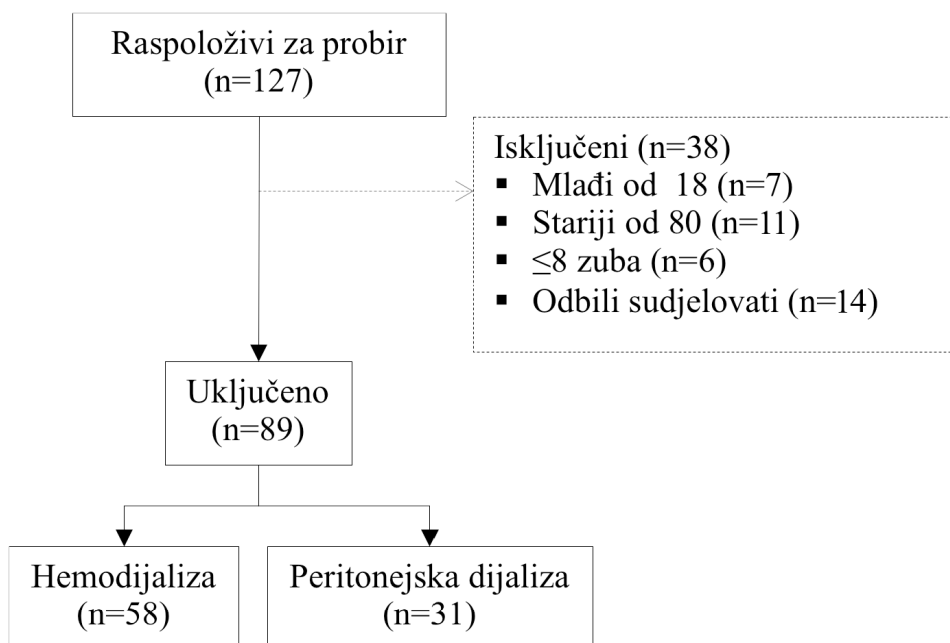 Raspoloživi za probir
(n=127)
Isključeni (n=38)
▪ Mlađi od  18 (n=7)
▪ Stariji od 80 (n=11)
▪ ≤8 zuba (n=6)
▪ Odbili sudjelovati (n=14)
Uključeno
(n=89)
Hemodijaliza
(n=58)
Peritonejska dijaliza
(n=31)